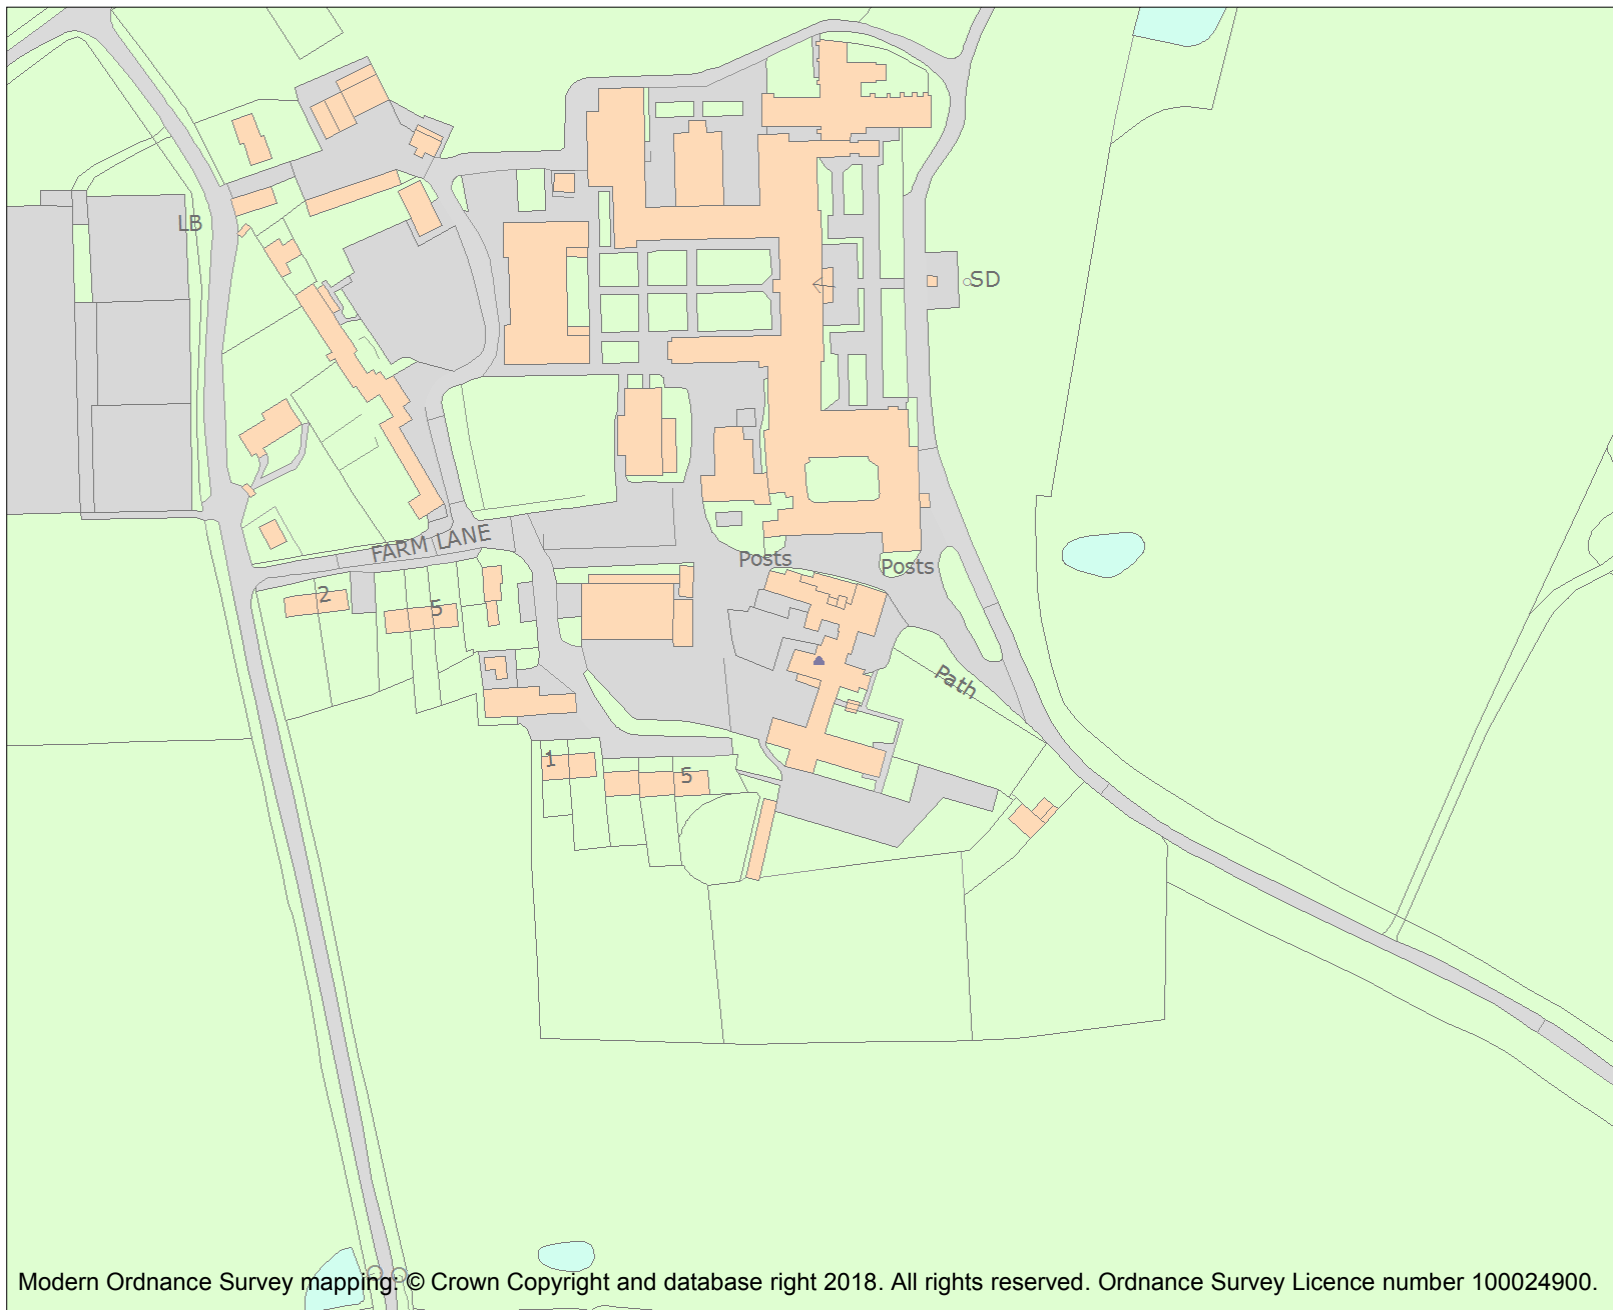 LB
SD
FARM LANE
Posts
Posts
2
5
Path
1
5
Modern Ordnance Survey mapping: © Crown Copyright and database right 2018. All rights reserved. Ordnance Survey Licence number 100024900.